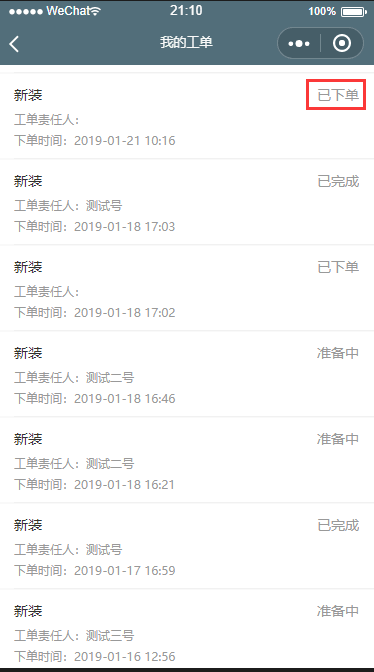 WeChat 21:10 100%
我的工单
新装 已下单
工单责任人：
下单时间：2019-01-21 10:16
新装 已完成
工单责任人：测试号
下单时间：2019-01-18 17:03
新装 已下单
工单责任人：
下单时间：2019-01-18 17:02
新装 准备中
工单责任人：测试二号
下单时间：2019-01-18 16:46
新装 准备中
工单责任人：测试二号
下单时间：2019-01-18 16:21
新装 已完成
工单责任人：测试号
下单时间：2019-01-17 16:59
新装 准备中
工单责任人：测试三号
下单时间：2019-01-16 12:56